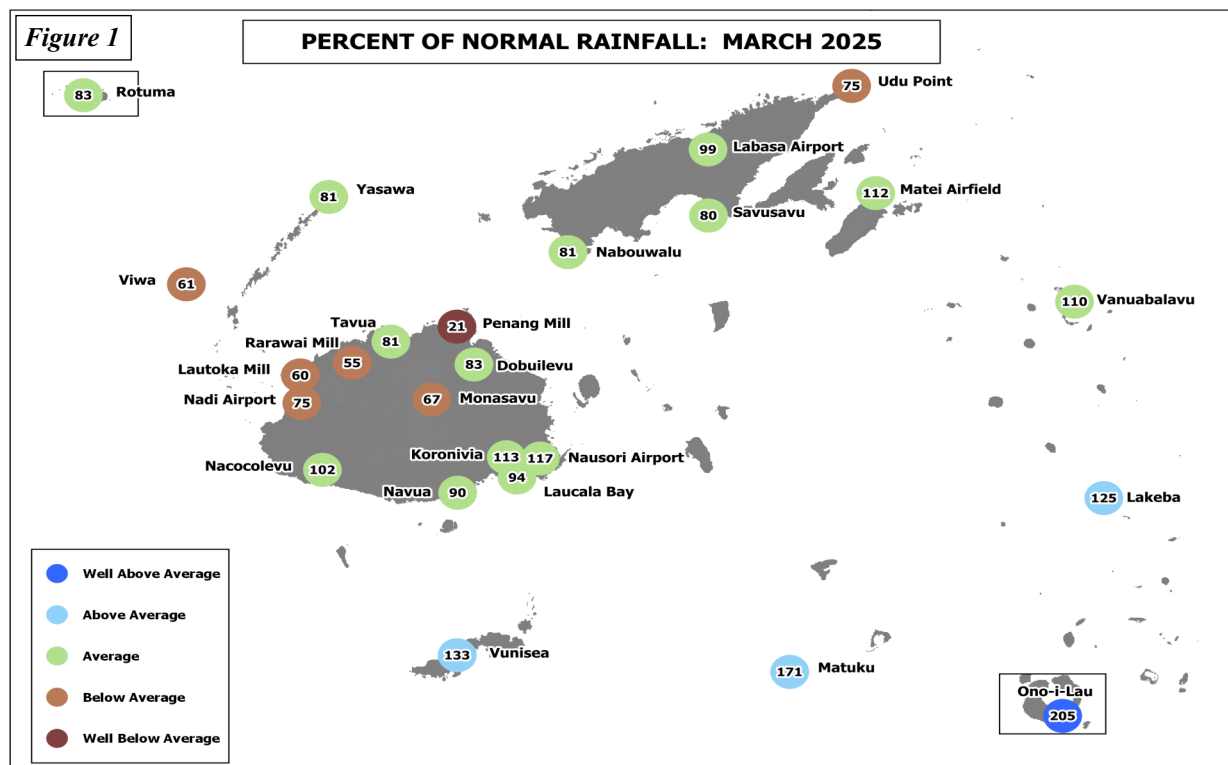 Figure 1
PERCENT OF NORMAL RAINFALL: MARCH 2025
83
Rotuma
75
Udu Point
99
Labasa Airport
81
Yasawa
112
Matei Airfield
80
Savusavu
81
Nabouwalu
Viwa
61
110
Vanuabalavu
Tavua
81
21
Penang Mill
Rarawai Mill
55
83
Dobuilevu
Lautoka Mill
60
Nadi Airport
75
67
Monasavu
Koronivia
113
117
Nausori Airport
Nacocolevu
102
94
Laucala Bay
Navua
90
125
Lakeba
Well Above Average
Above Average
Average
Below Average
Well Below Average
133
Vunisea
171
Matuku
Ono-i-Lau
205